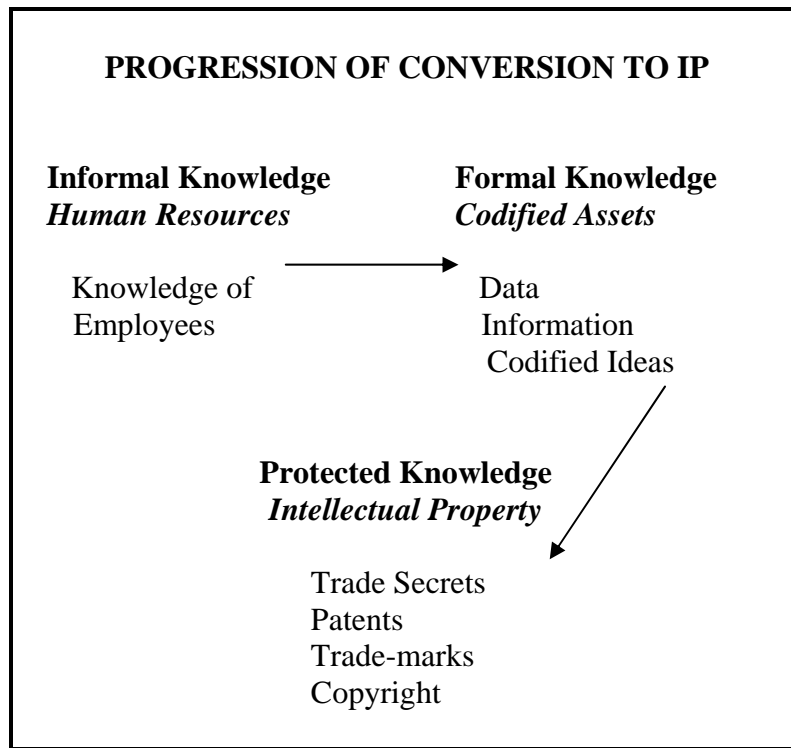 PROGRESSION OF CONVERSION TO IP
Informal Knowledge
Human Resources
Knowledge of
Employees
Formal Knowledge
Codified Assets
Data
Information
Codified Ideas
Protected Knowledge
Intellectual Property
Trade Secrets
Patents
Trade-marks
Copyright